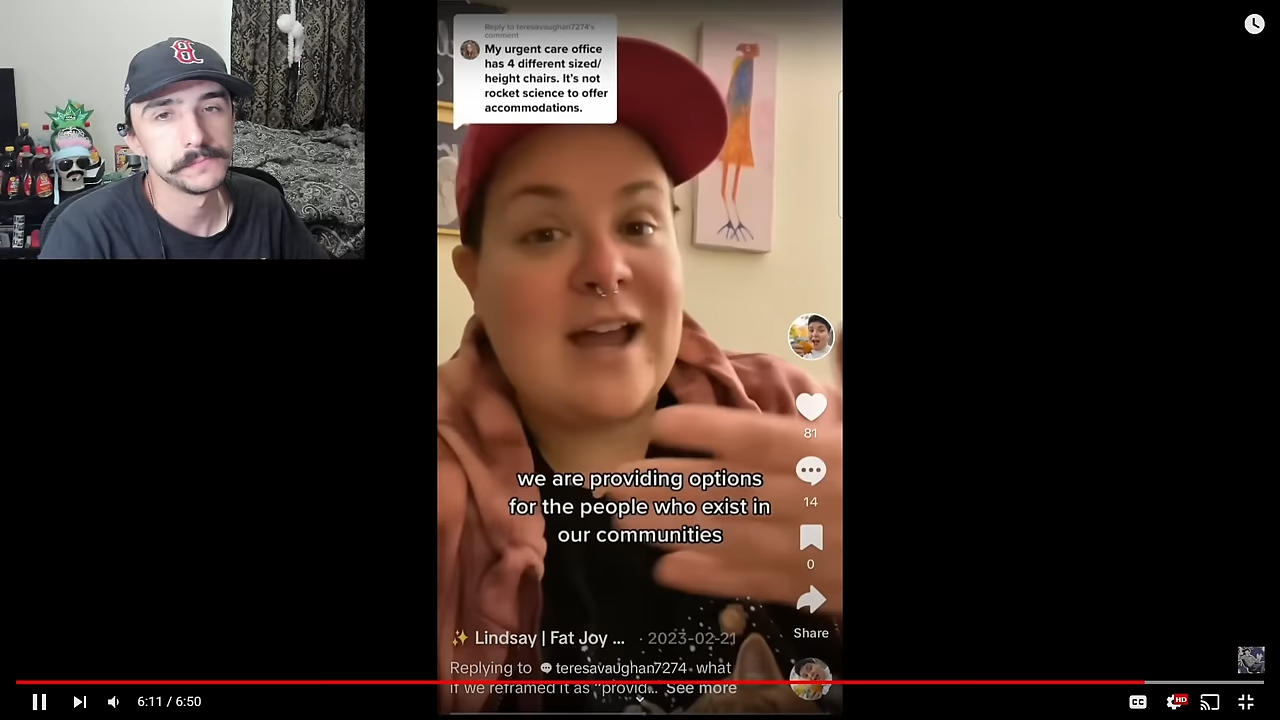 B
Reply to teresavaughan7274's
comment
My urgent care office
has 4 different sized/
height chairs. It's not
rocket science to offer
accommodations.
we are providing options
for the people who exist in
our communities
81
14
0
Share
✨ Lindsay | Fat Joy ... · 2023-02-21
Replying to 💬 teresavaughan7274 what
if we reframed it as "provid... See more
6:11 / 6:50
CC
HD